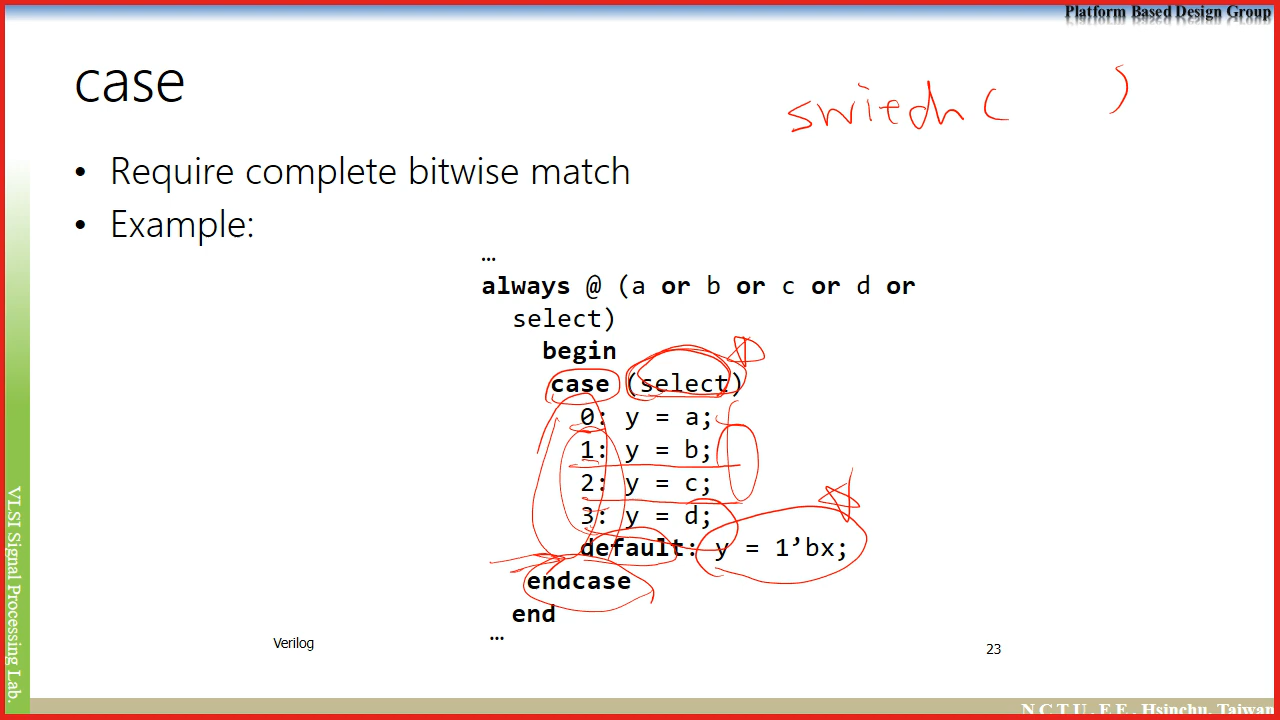 Platform Based Design Group
case
switch ( )
• Require complete bitwise match
• Example:
…
always @ (a or b or c or d or
select)
begin
case (select)
0: y = a;
1: y = b;
2: y = c;
3: y = d;
default: y = 1’bx;
endcase
end
…
Verilog
23
VLSI Signal Processing Lab.
N C T U . E E . Hsinchu, Taiwan